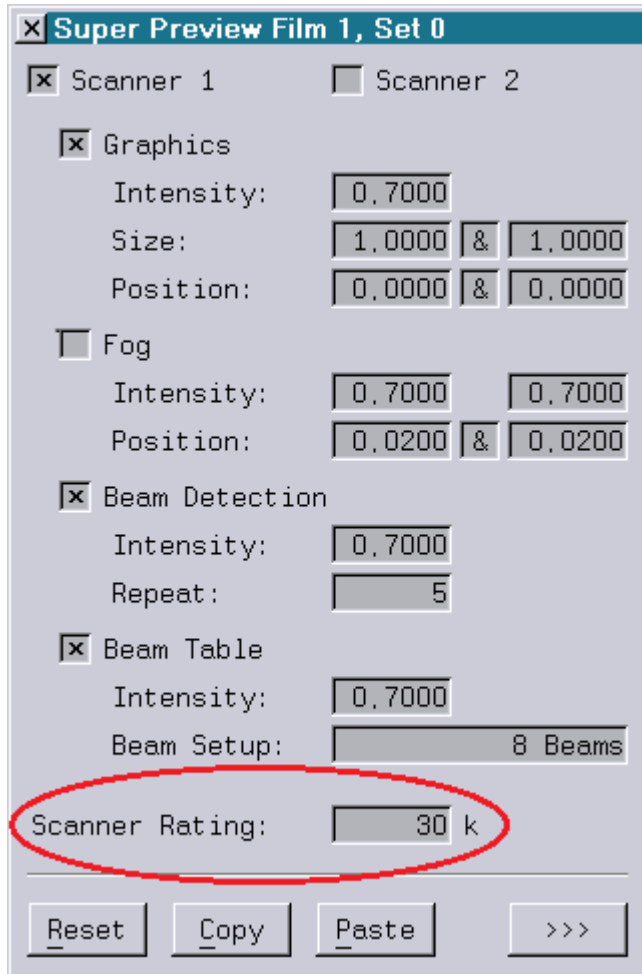 Super Preview Film 1, Set 0
Scanner 1 Scanner 2
Graphics
Intensity: 0,7000
Size: 1,0000 & 1,0000
Position: 0,0000 & 0,0000
Fog
Intensity: 0,7000 0,7000
Position: 0,0200 & 0,0200
Beam Detection
Intensity: 0,7000
Repeat: 5
Beam Table
Intensity: 0,7000
Beam Setup: 8 Beams
Scanner Rating: 30 k
Reset Copy Paste >>>